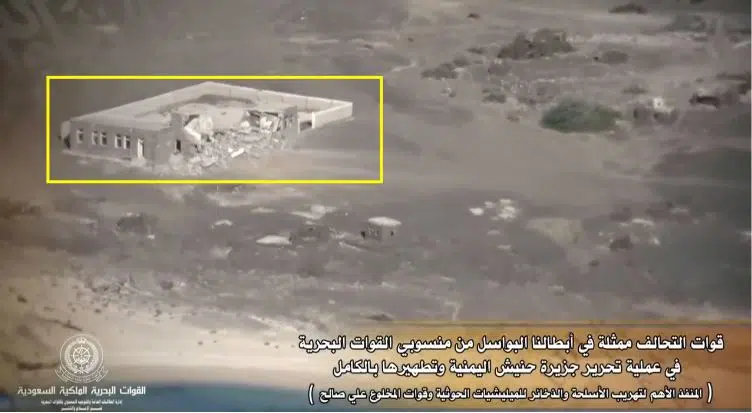 قوات التحالف ممثلة في أبطالنا البواسل من منسوبي القوات البحرية
في عملية تحرير جزيرة حنيش اليمنية وتطهيرها بالكامل
( المنفذ الأهم لتهريب الأسلحة والذخائر للميليشيات الحوثية وقوات المخلوع علي صالح )
القوات البحرية الملكية السعودية